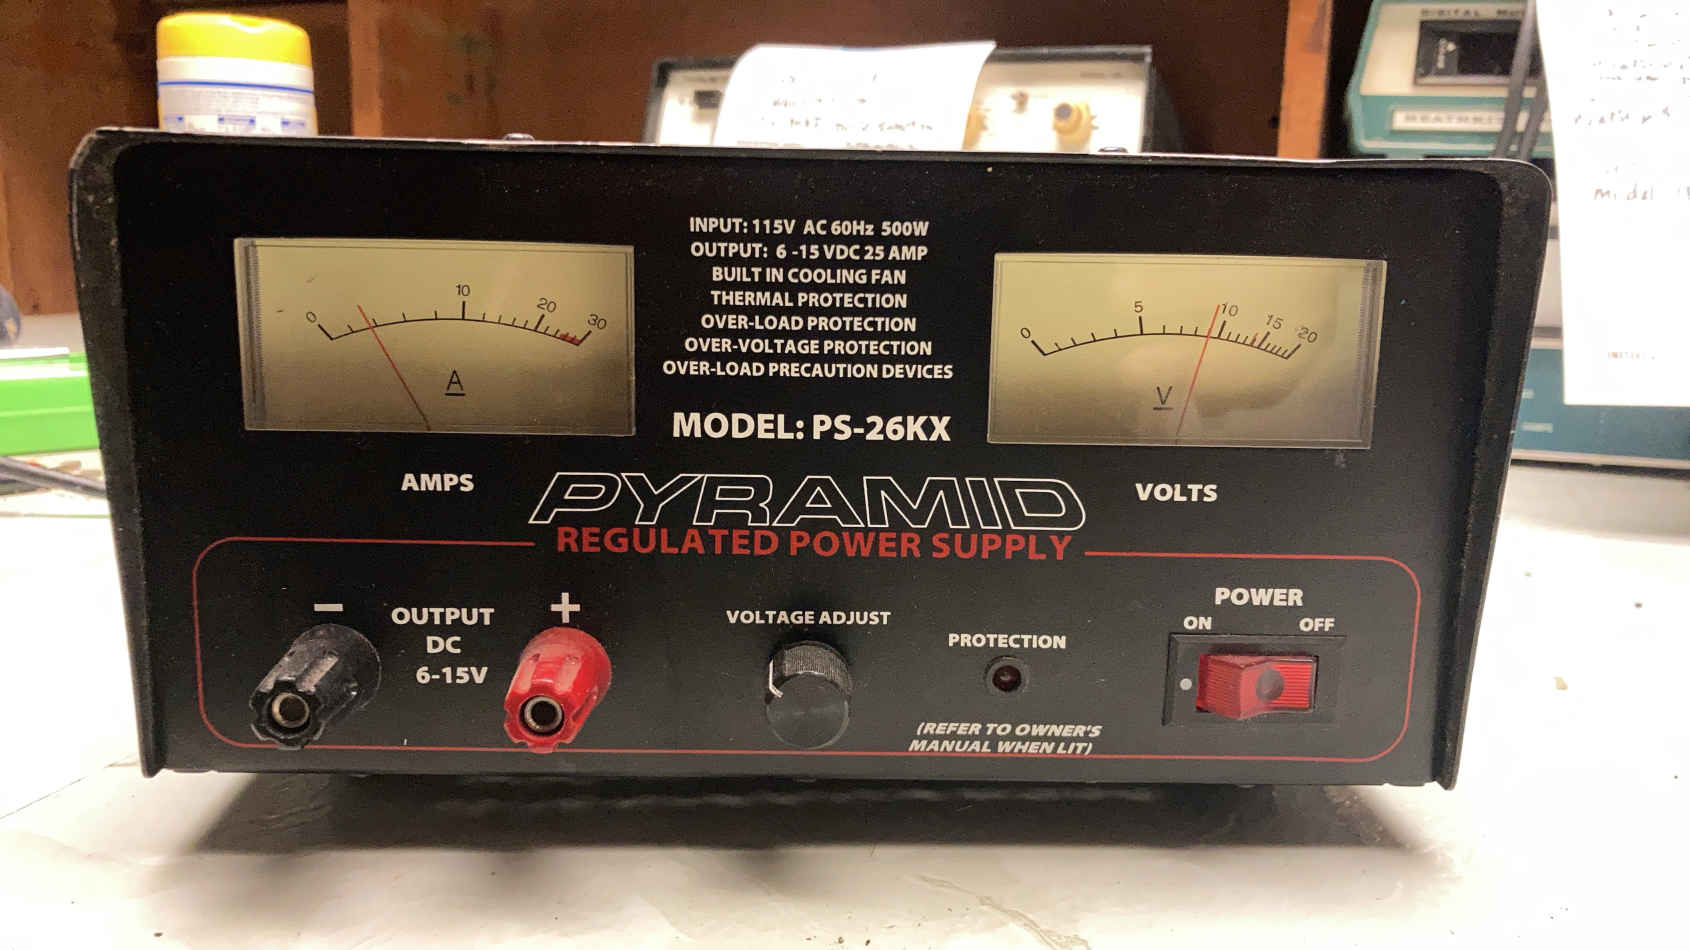 DIGITAL
HEATHKIT
model
INPUT: 115V AC 60Hz 500W
OUTPUT: 6 -15 VDC 25 AMP
BUILT IN COOLING FAN
THERMAL PROTECTION
OVER-LOAD PROTECTION
OVER-VOLTAGE PROTECTION
OVER-LOAD PRECAUTION DEVICES
MODEL: PS-26KX
0 10 20 30
A
0 5 10 15 20
V
AMPS
VOLTS
PYRAMID
REGULATED POWER SUPPLY
− OUTPUT +
DC
6-15V
VOLTAGE ADJUST
PROTECTION
(REFER TO OWNER'S
MANUAL WHEN LIT)
POWER
ON OFF